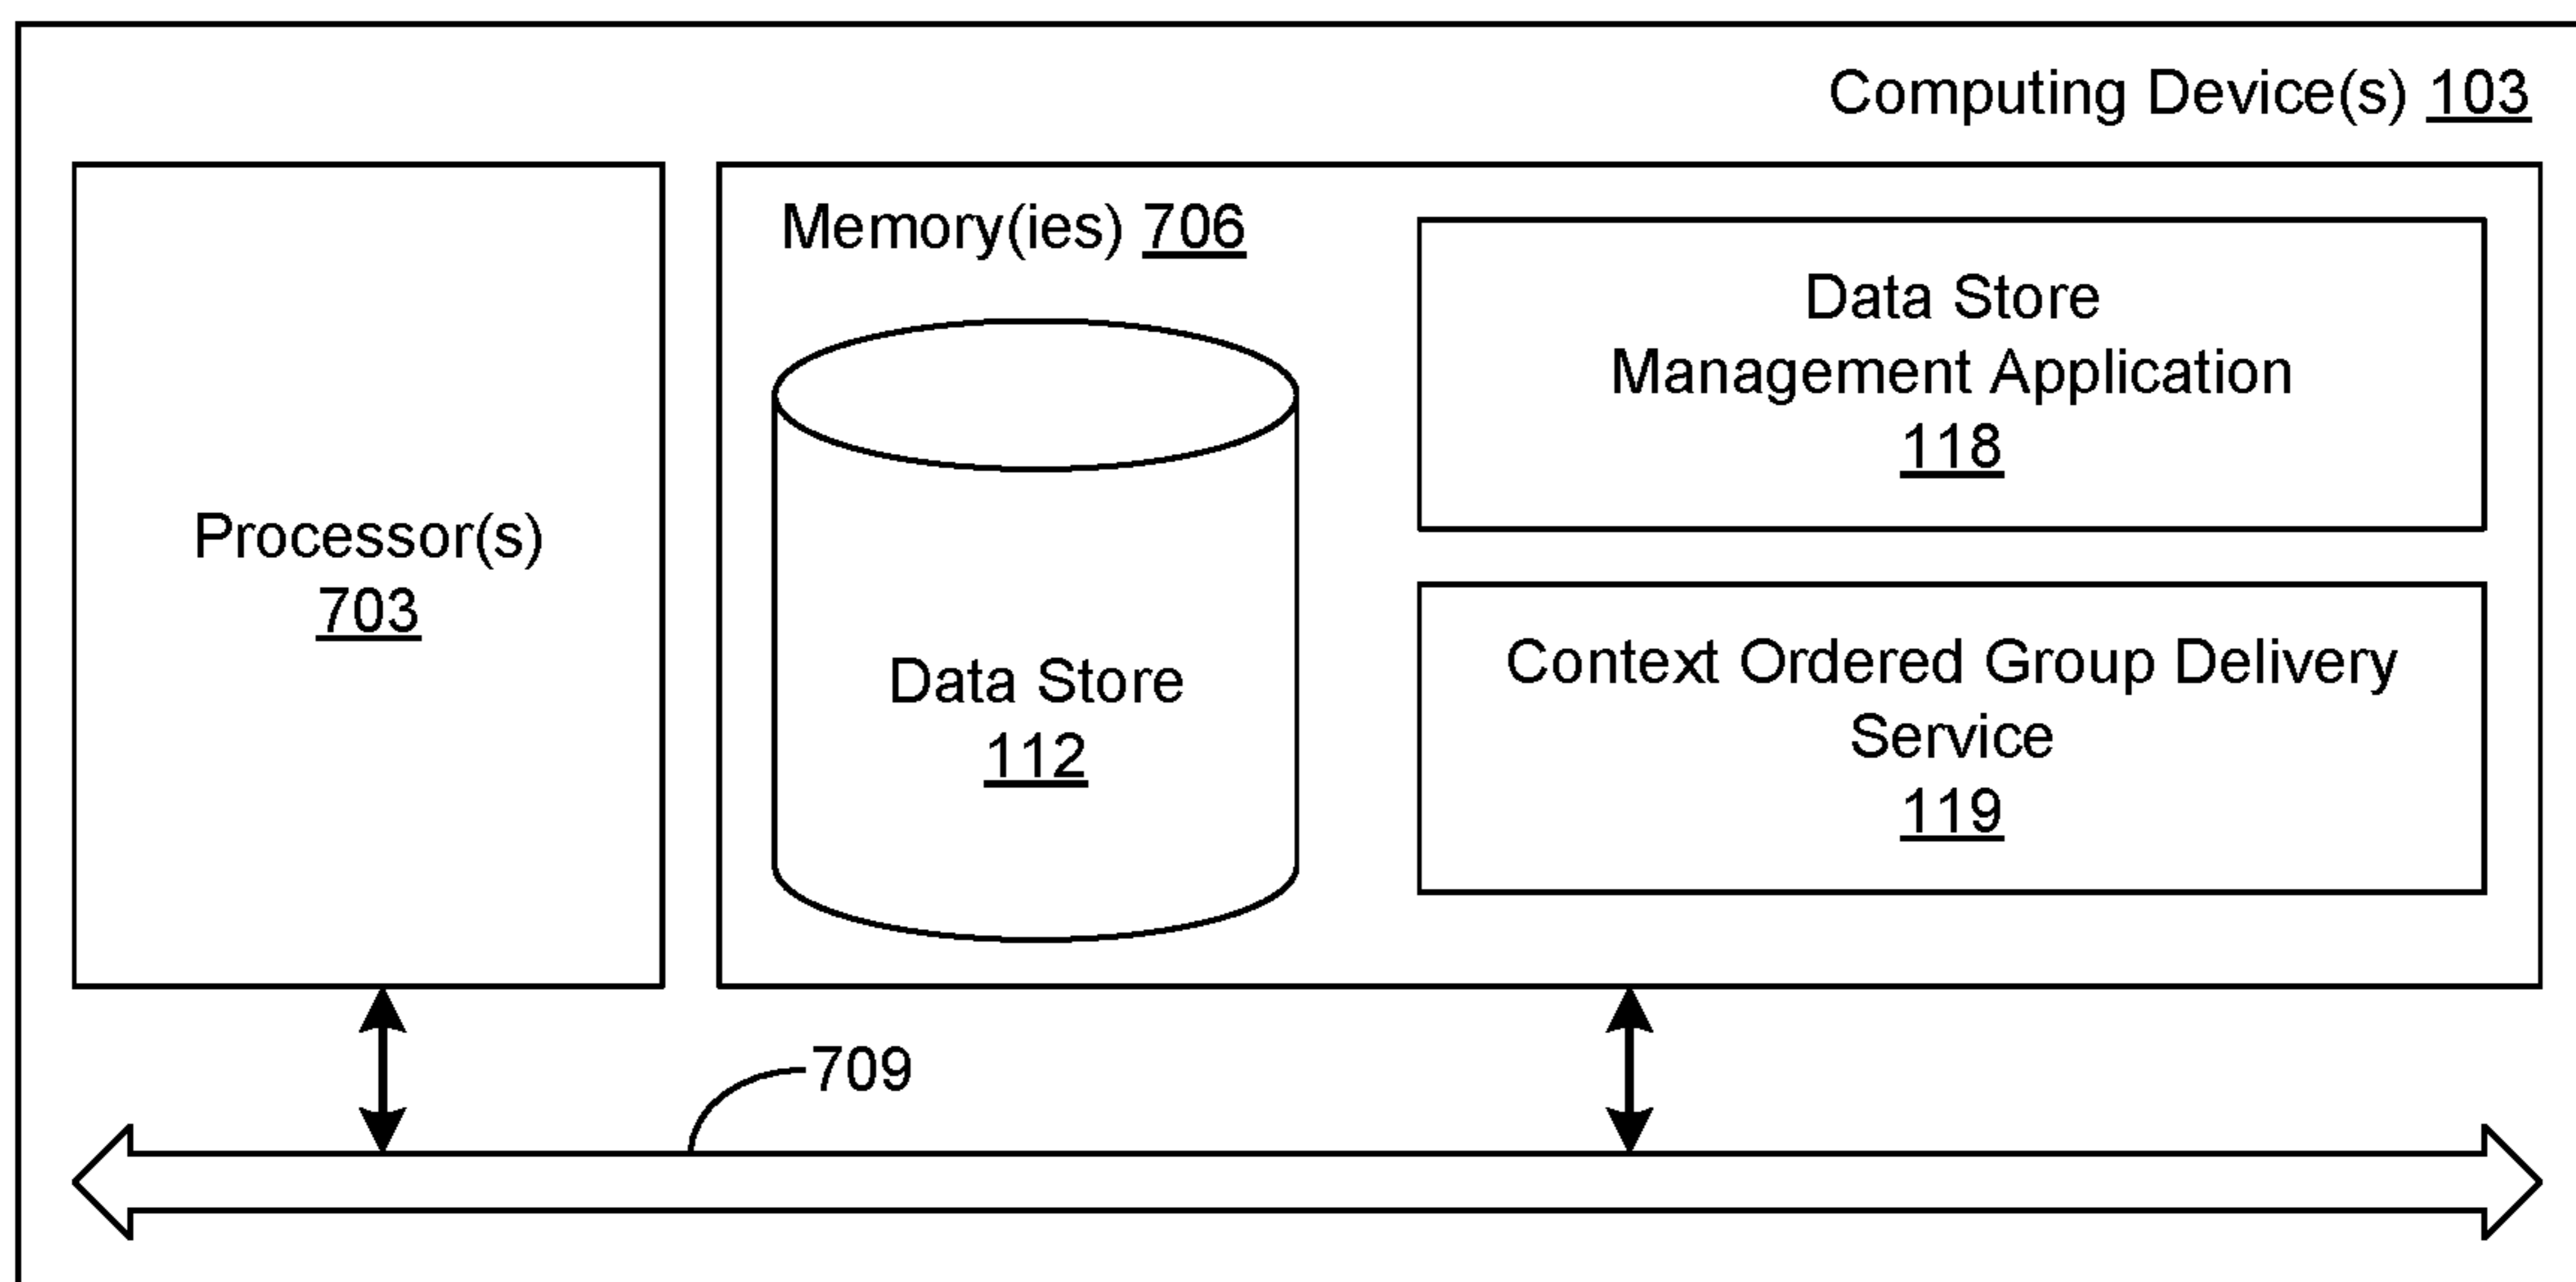 Computing Device(s) 103
Processor(s)
703
Memory(ies) 706
Data Store
112
Data Store
Management Application
118
Context Ordered Group Delivery
Service
119
709